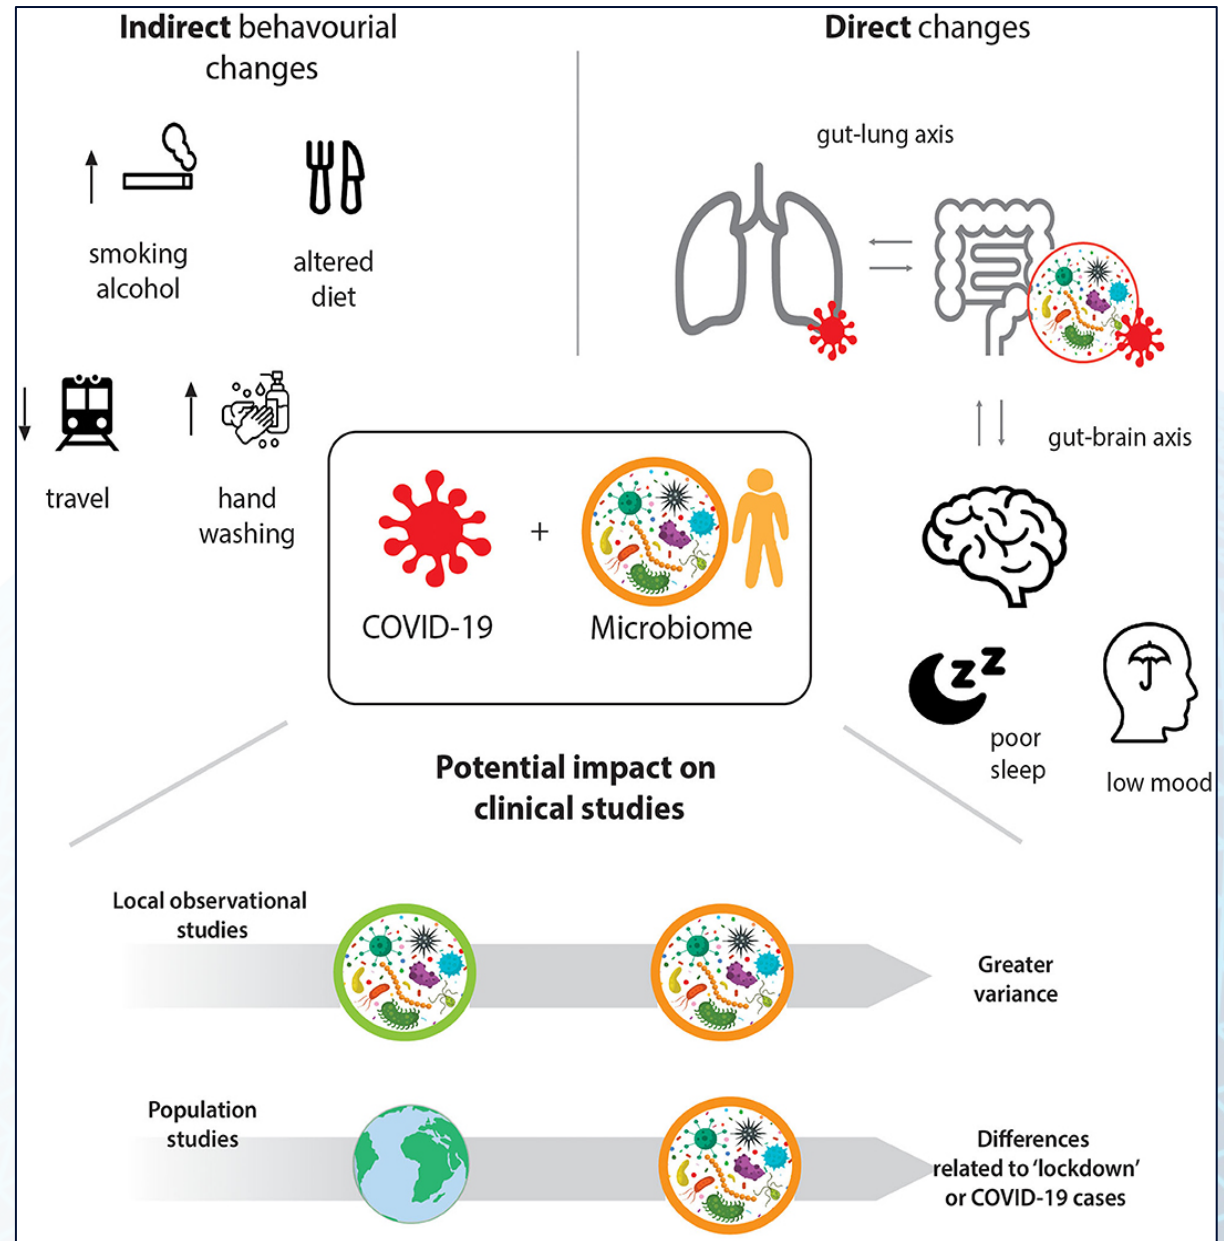 Indirect behavourial
changes
smoking
alcohol
altered
diet
travel
hand
washing
Direct changes
gut-lung axis
gut-brain axis
poor
sleep
low mood
+
COVID-19
Microbiome
Potential impact on
clinical studies
Local observational
studies
Greater
variance
Population
studies
Differences
related to ‘lockdown’
or COVID-19 cases